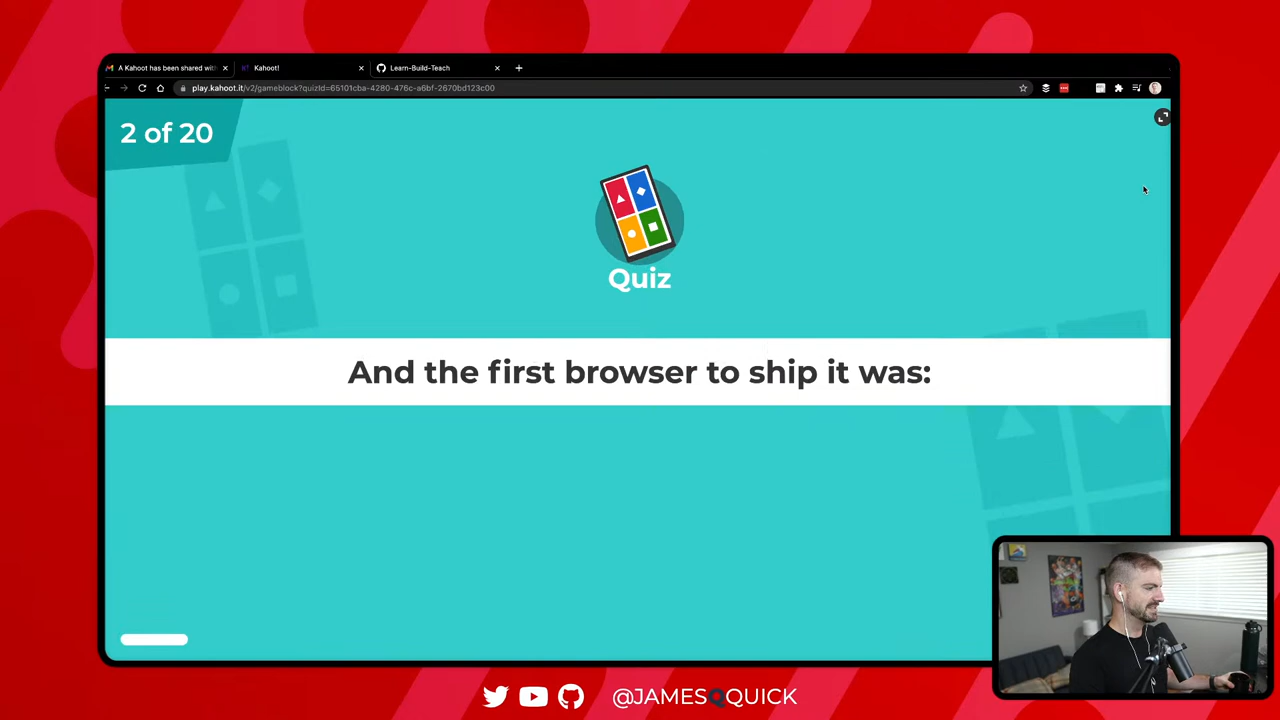 A Kahoot has been shared with
Kahoot!
Learn-Build-Teach
play.kahoot.it/v2/gameblock?quizId=65101cba-4280-476c-a6bf-2670bd123c00
2 of 20
Quiz
And the first browser to ship it was:
@JAMESQQUICK